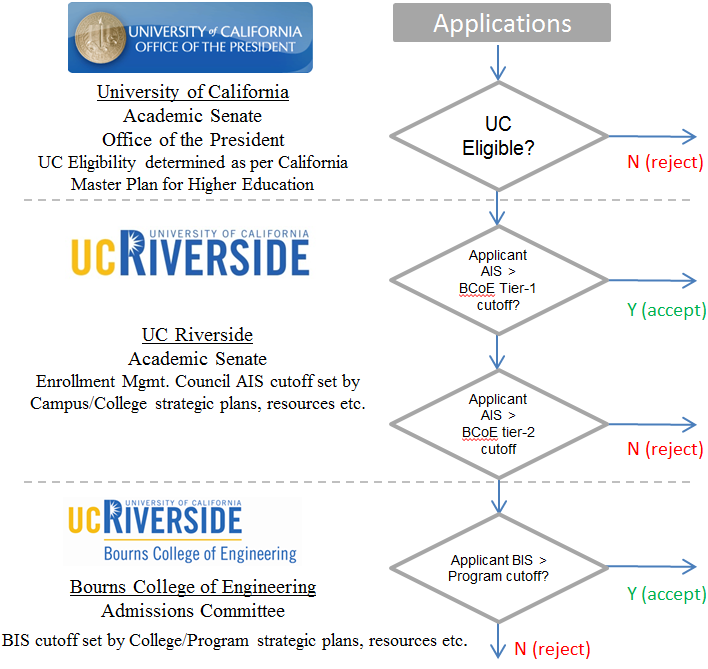 UNIVERSITY of CALIFORNIA
OFFICE OF THE PRESIDENT
University of California
Academic Senate
Office of the President
UC Eligibility determined as per California
Master Plan for Higher Education
Applications
UC
Eligible?
N (reject)
UNIVERSITY OF CALIFORNIA
UCRIVERSIDE
UC Riverside
Academic Senate
Enrollment Mgmt. Council AIS cutoff set by
Campus/College strategic plans, resources etc.
Applicant
AIS >
BCoE Tier-1
cutoff?
Y (accept)
Applicant
AIS >
BCoE tier-2
cutoff
N (reject)
UNIVERSITY OF CALIFORNIA
UCRIVERSIDE
Bourns College of Engineering
Bourns College of Engineering
Admissions Committee
BIS cutoff set by College/Program strategic plans, resources etc.
Applicant BIS >
Program cutoff?
Y (accept)
N (reject)